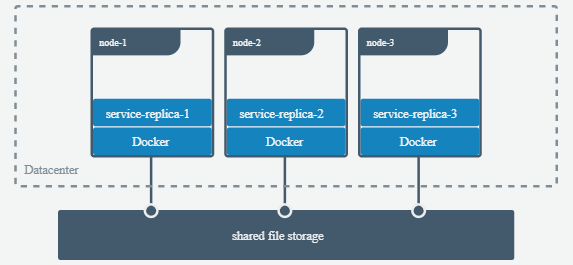 node-1
node-2
node-3
service-replica-1
service-replica-2
service-replica-3
Docker
Docker
Docker
Datacenter
shared file storage